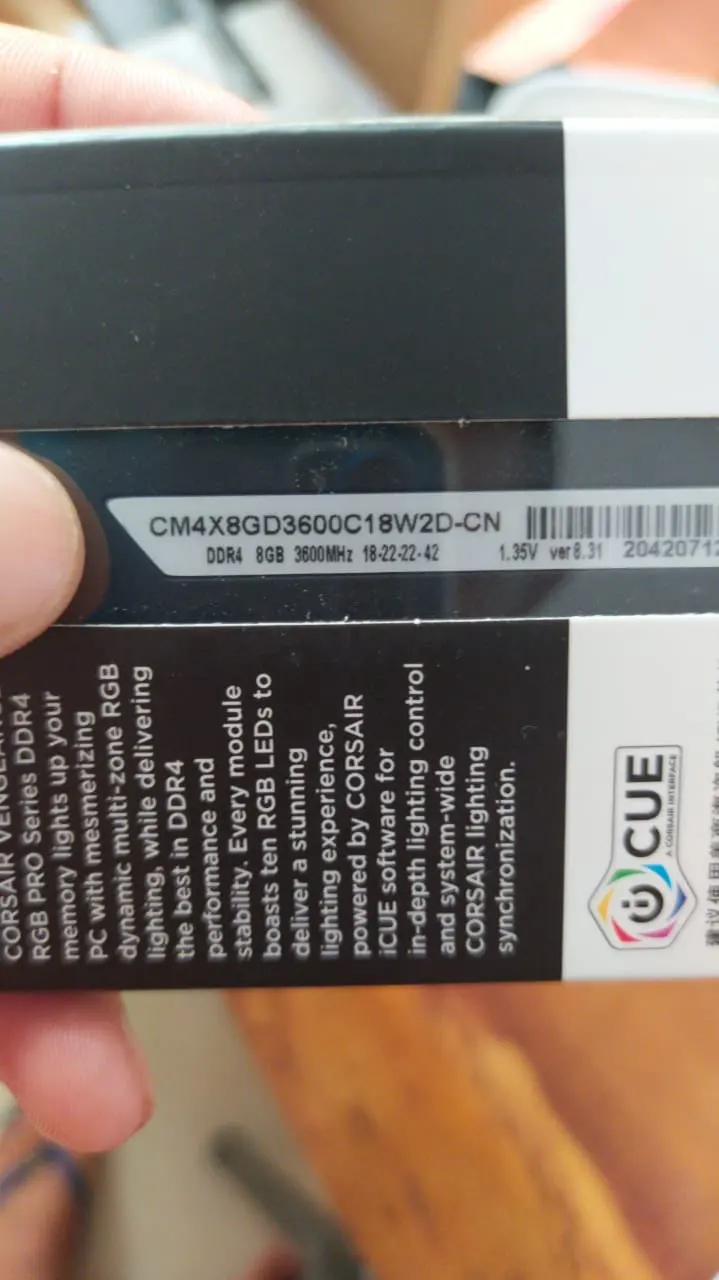 CM4X8GD3600C18W2D-CN
DDR4 8GB 3600MHz 18-22-22-42 1.35V ver8.31 2042071
CORSAIR
RGB PRO Series DDR4
memory lights up your
PC with mesmerizing
dynamic multi-zone RGB
lighting, while delivering
the best in DDR4
performance and
stability. Every module
boasts ten RGB LEDs to
deliver a stunning
lighting experience,
powered by CORSAIR
iCUE software for
in-depth lighting control
and system-wide
CORSAIR lighting
synchronization.
iCUE
A CORSAIR INTERFACE